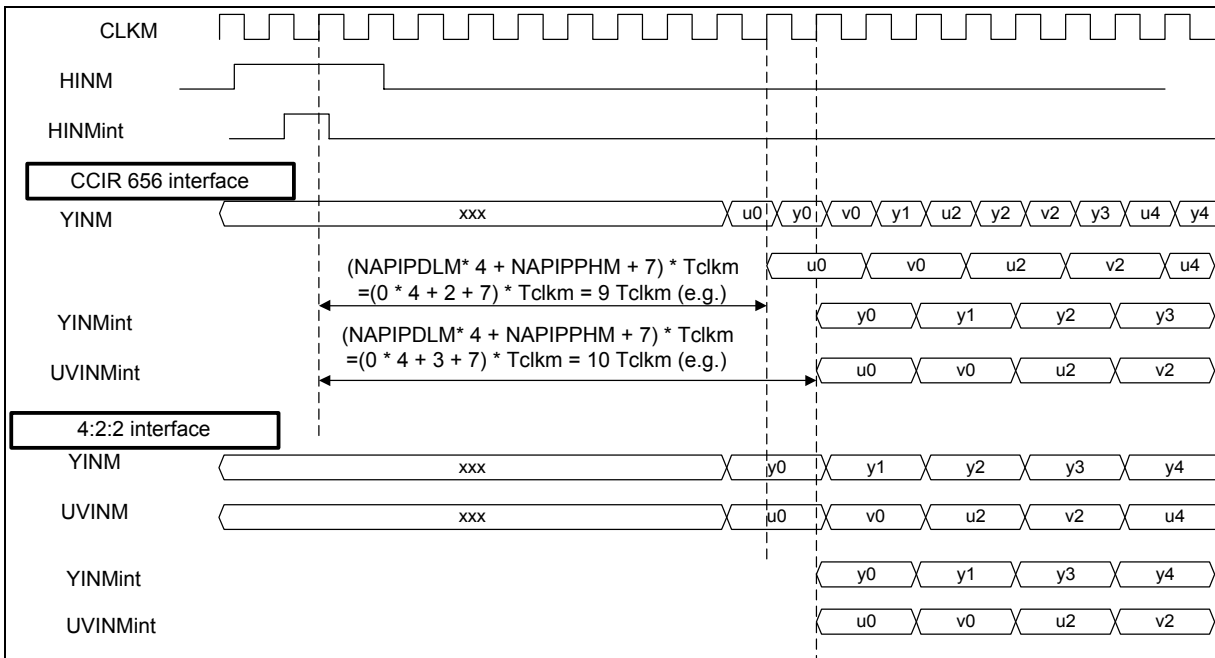 CLKM
HINM
HINMint
CCIR 656 interface
YINM xxx u0 y0 v0 y1 u2 y2 v2 y3 u4 y4
(NAPIPDLM* 4 + NAPIPPHM + 7) * Tclkm u0 v0 u2 v2 u4
=(0 * 4 + 2 + 7) * Tclkm = 9 Tclkm (e.g.)
YINMint y0 y1 y2 y3
(NAPIPDLM* 4 + NAPIPPHM + 7) * Tclkm
=(0 * 4 + 3 + 7) * Tclkm = 10 Tclkm (e.g.)
UVINMint u0 v0 u2 v2
4:2:2 interface
YINM xxx y0 y1 y2 y3 y4
UVINM xxx u0 v0 u2 v2 u4
YINMint y0 y1 y3 y4
UVINMint u0 v0 u2 v2